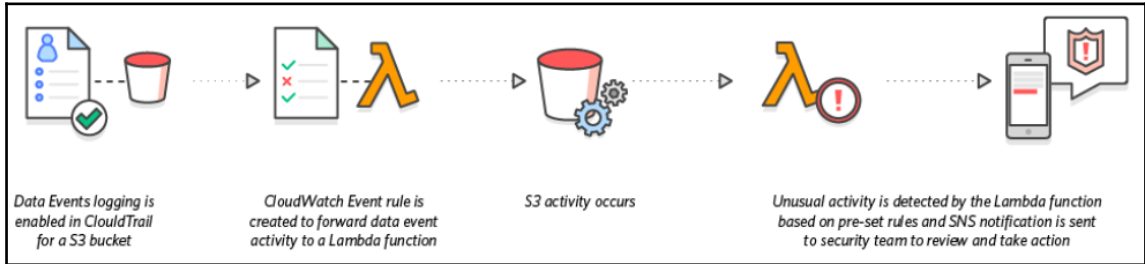 Data Events logging is
enabled in ClouldTrail
for a S3 bucket
CloudWatch Event rule is
created to forward data event
activity to a Lambda function
S3 activity occurs
Unusual activity is detected by the Lambda function
based on pre-set rules and SNS notification is sent
to security team to review and take action